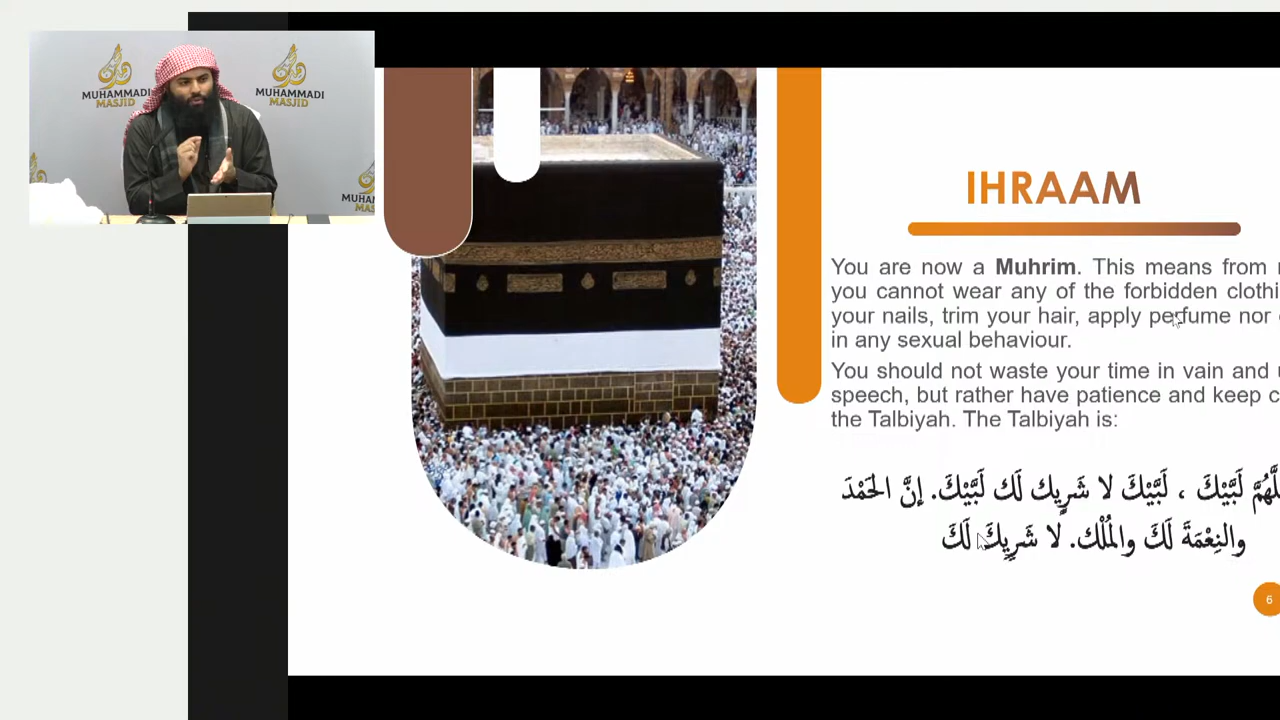 MUHAMMADI
MASJID
MUHAMMADI
MASJID
IHRAAM
You are now a Muhrim. This means from
you cannot wear any of the forbidden
your nails, trim your hair, apply perfume nor
in any sexual behaviour.
You should not waste your time in vain and
speech, but rather have patience and keep
the Talbiyah. The Talbiyah is:
لَبَّيْكَ ، لَبَّيْكَ لا شَرِيك لَك لَبَّيْكَ. إنَّ الحَمْدَ
والنِعْمَةَ لَكَ والمُلْك. لا شَرِيكَ لَكَ
6